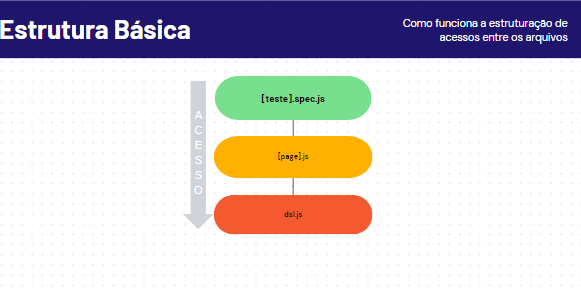 Estrutura Básica
Como funciona a estruturação de
acessos entre os arquivos
ACESSO
[teste].spec.js
[page].js
dsl.js